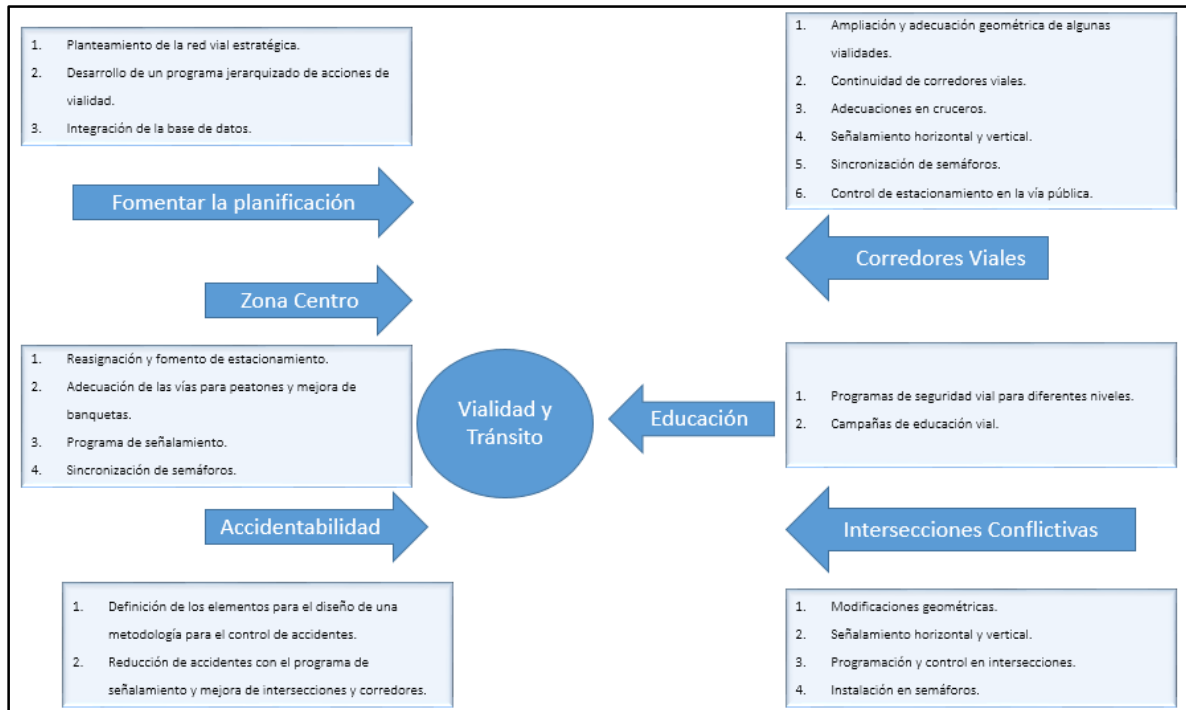 1. Planteamiento de la red vial estratégica.
2. Desarrollo de un programa jerarquizado de acciones de
vialidad.
3. Integración de la base de datos.
Fomentar la planificación
Zona Centro
1. Reasignación y fomento de estacionamiento.
2. Adecuación de las vías para peatones y mejora de
banquetas.
3. Programa de señalamiento.
4. Sincronización de semáforos.
Accidentabilidad
1. Definición de los elementos para el diseño de una
metodología para el control de accidentes.
2. Reducción de accidentes con el programa de
señalamiento y mejora de intersecciones y corredores.
Vialidad y
Tránsito
1. Ampliación y adecuación geométrica de algunas
vialidades.
2. Continuidad de corredores viales.
3. Adecuaciones en cruceros.
4. Señalamiento horizontal y vertical.
5. Sincronización de semáforos.
6. Control de estacionamiento en la vía pública.
Corredores Viales
Educación
1. Programas de seguridad vial para diferentes niveles.
2. Campañas de educación vial.
Intersecciones Conflictivas
1. Modificaciones geométricas.
2. Señalamiento horizontal y vertical.
3. Programación y control en intersecciones.
4. Instalación en semáforos.